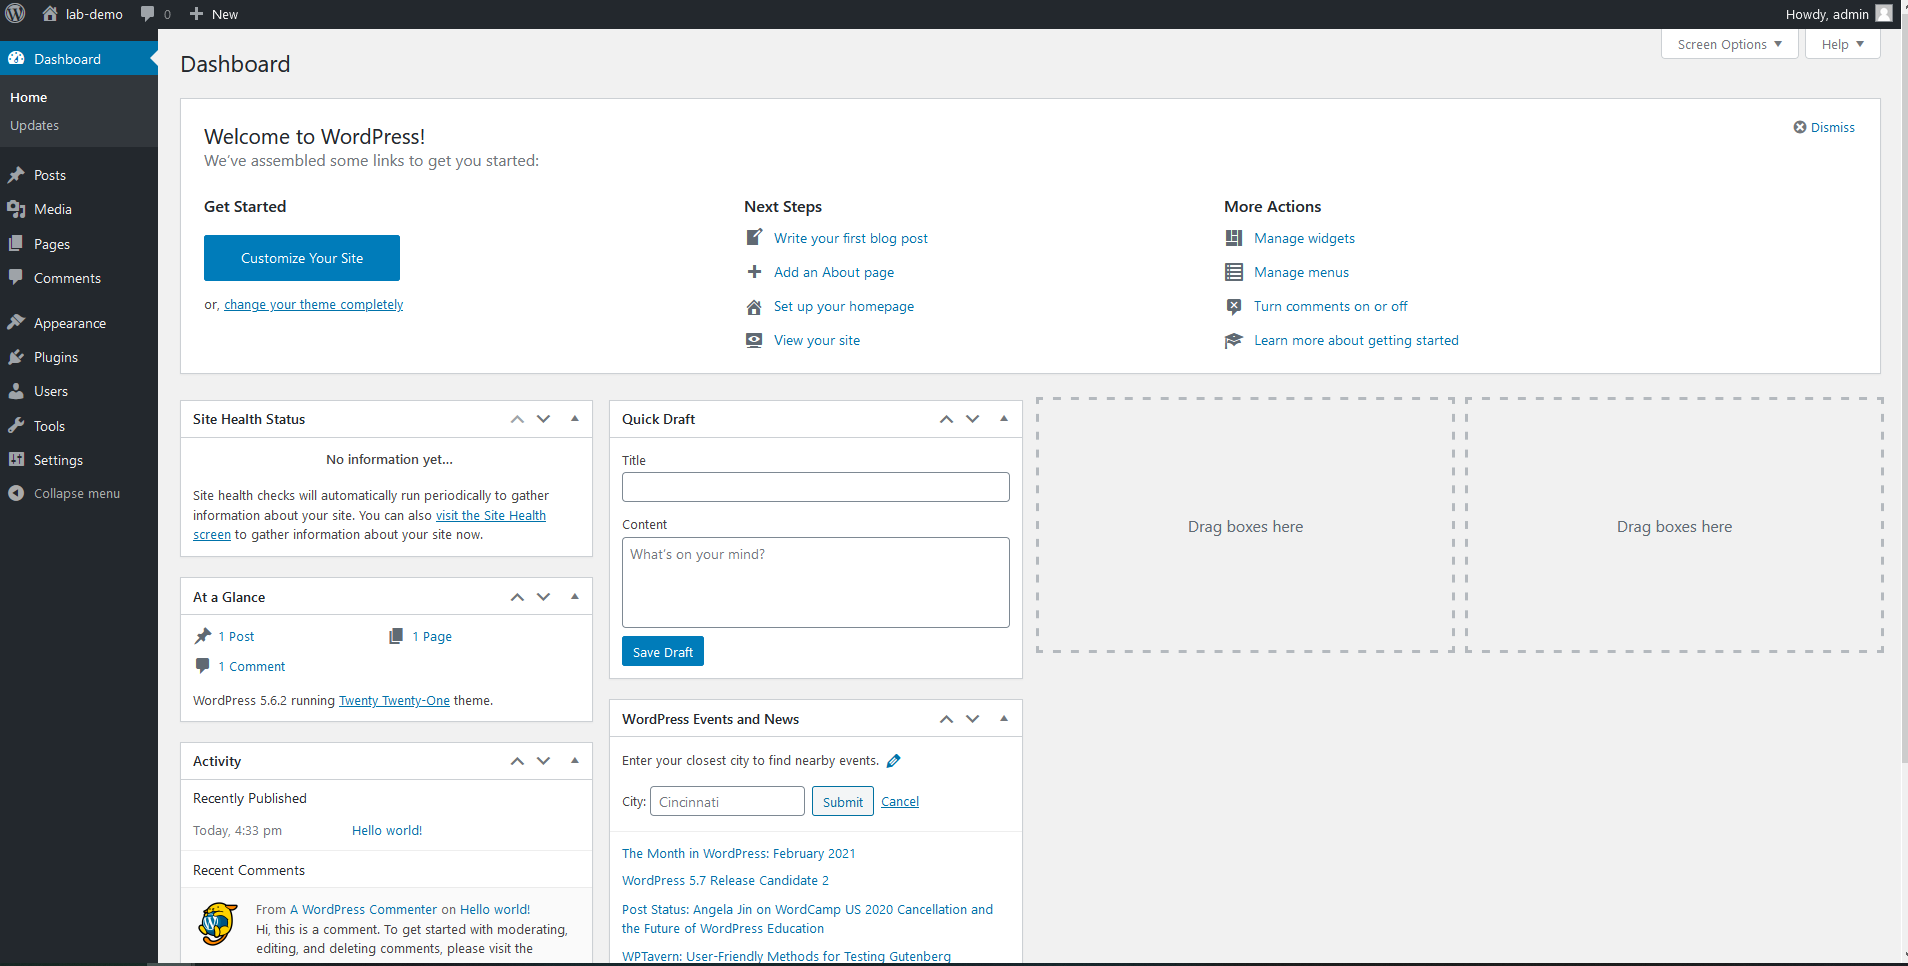 lab-demo
0
New
Howdy, admin
Dashboard
Home
Updates
Posts
Media
Pages
Comments
Appearance
Plugins
Users
Tools
Settings
Collapse menu
Screen Options
Help
Dashboard
Welcome to WordPress!
We've assembled some links to get you started:
Dismiss
Get Started
Customize Your Site
or, change your theme completely
Next Steps
Write your first blog post
Add an About page
Set up your homepage
View your site
More Actions
Manage widgets
Manage menus
Turn comments on or off
Learn more about getting started
Site Health Status
No information yet...
Site health checks will automatically run periodically to gather
information about your site. You can also visit the Site Health
screen to gather information about your site now.
At a Glance
1 Post
1 Page
1 Comment
WordPress 5.6.2 running Twenty Twenty-One theme.
Activity
Recently Published
Today, 4:33 pm
Hello world!
Recent Comments
From A WordPress Commenter on Hello world!
Hi, this is a comment. To get started with moderating,
editing, and deleting comments, please visit the
Quick Draft
Title
Content
What's on your mind?
Save Draft
WordPress Events and News
Enter your closest city to find nearby events.
City:
Cincinnati
Submit
Cancel
The Month in WordPress: February 2021
WordPress 5.7 Release Candidate 2
Post Status: Angela Jin on WordCamp US 2020 Cancellation and
the Future of WordPress Education
WPTavern: User-Friendly Methods for Testing Gutenberg
Drag boxes here
Drag boxes here